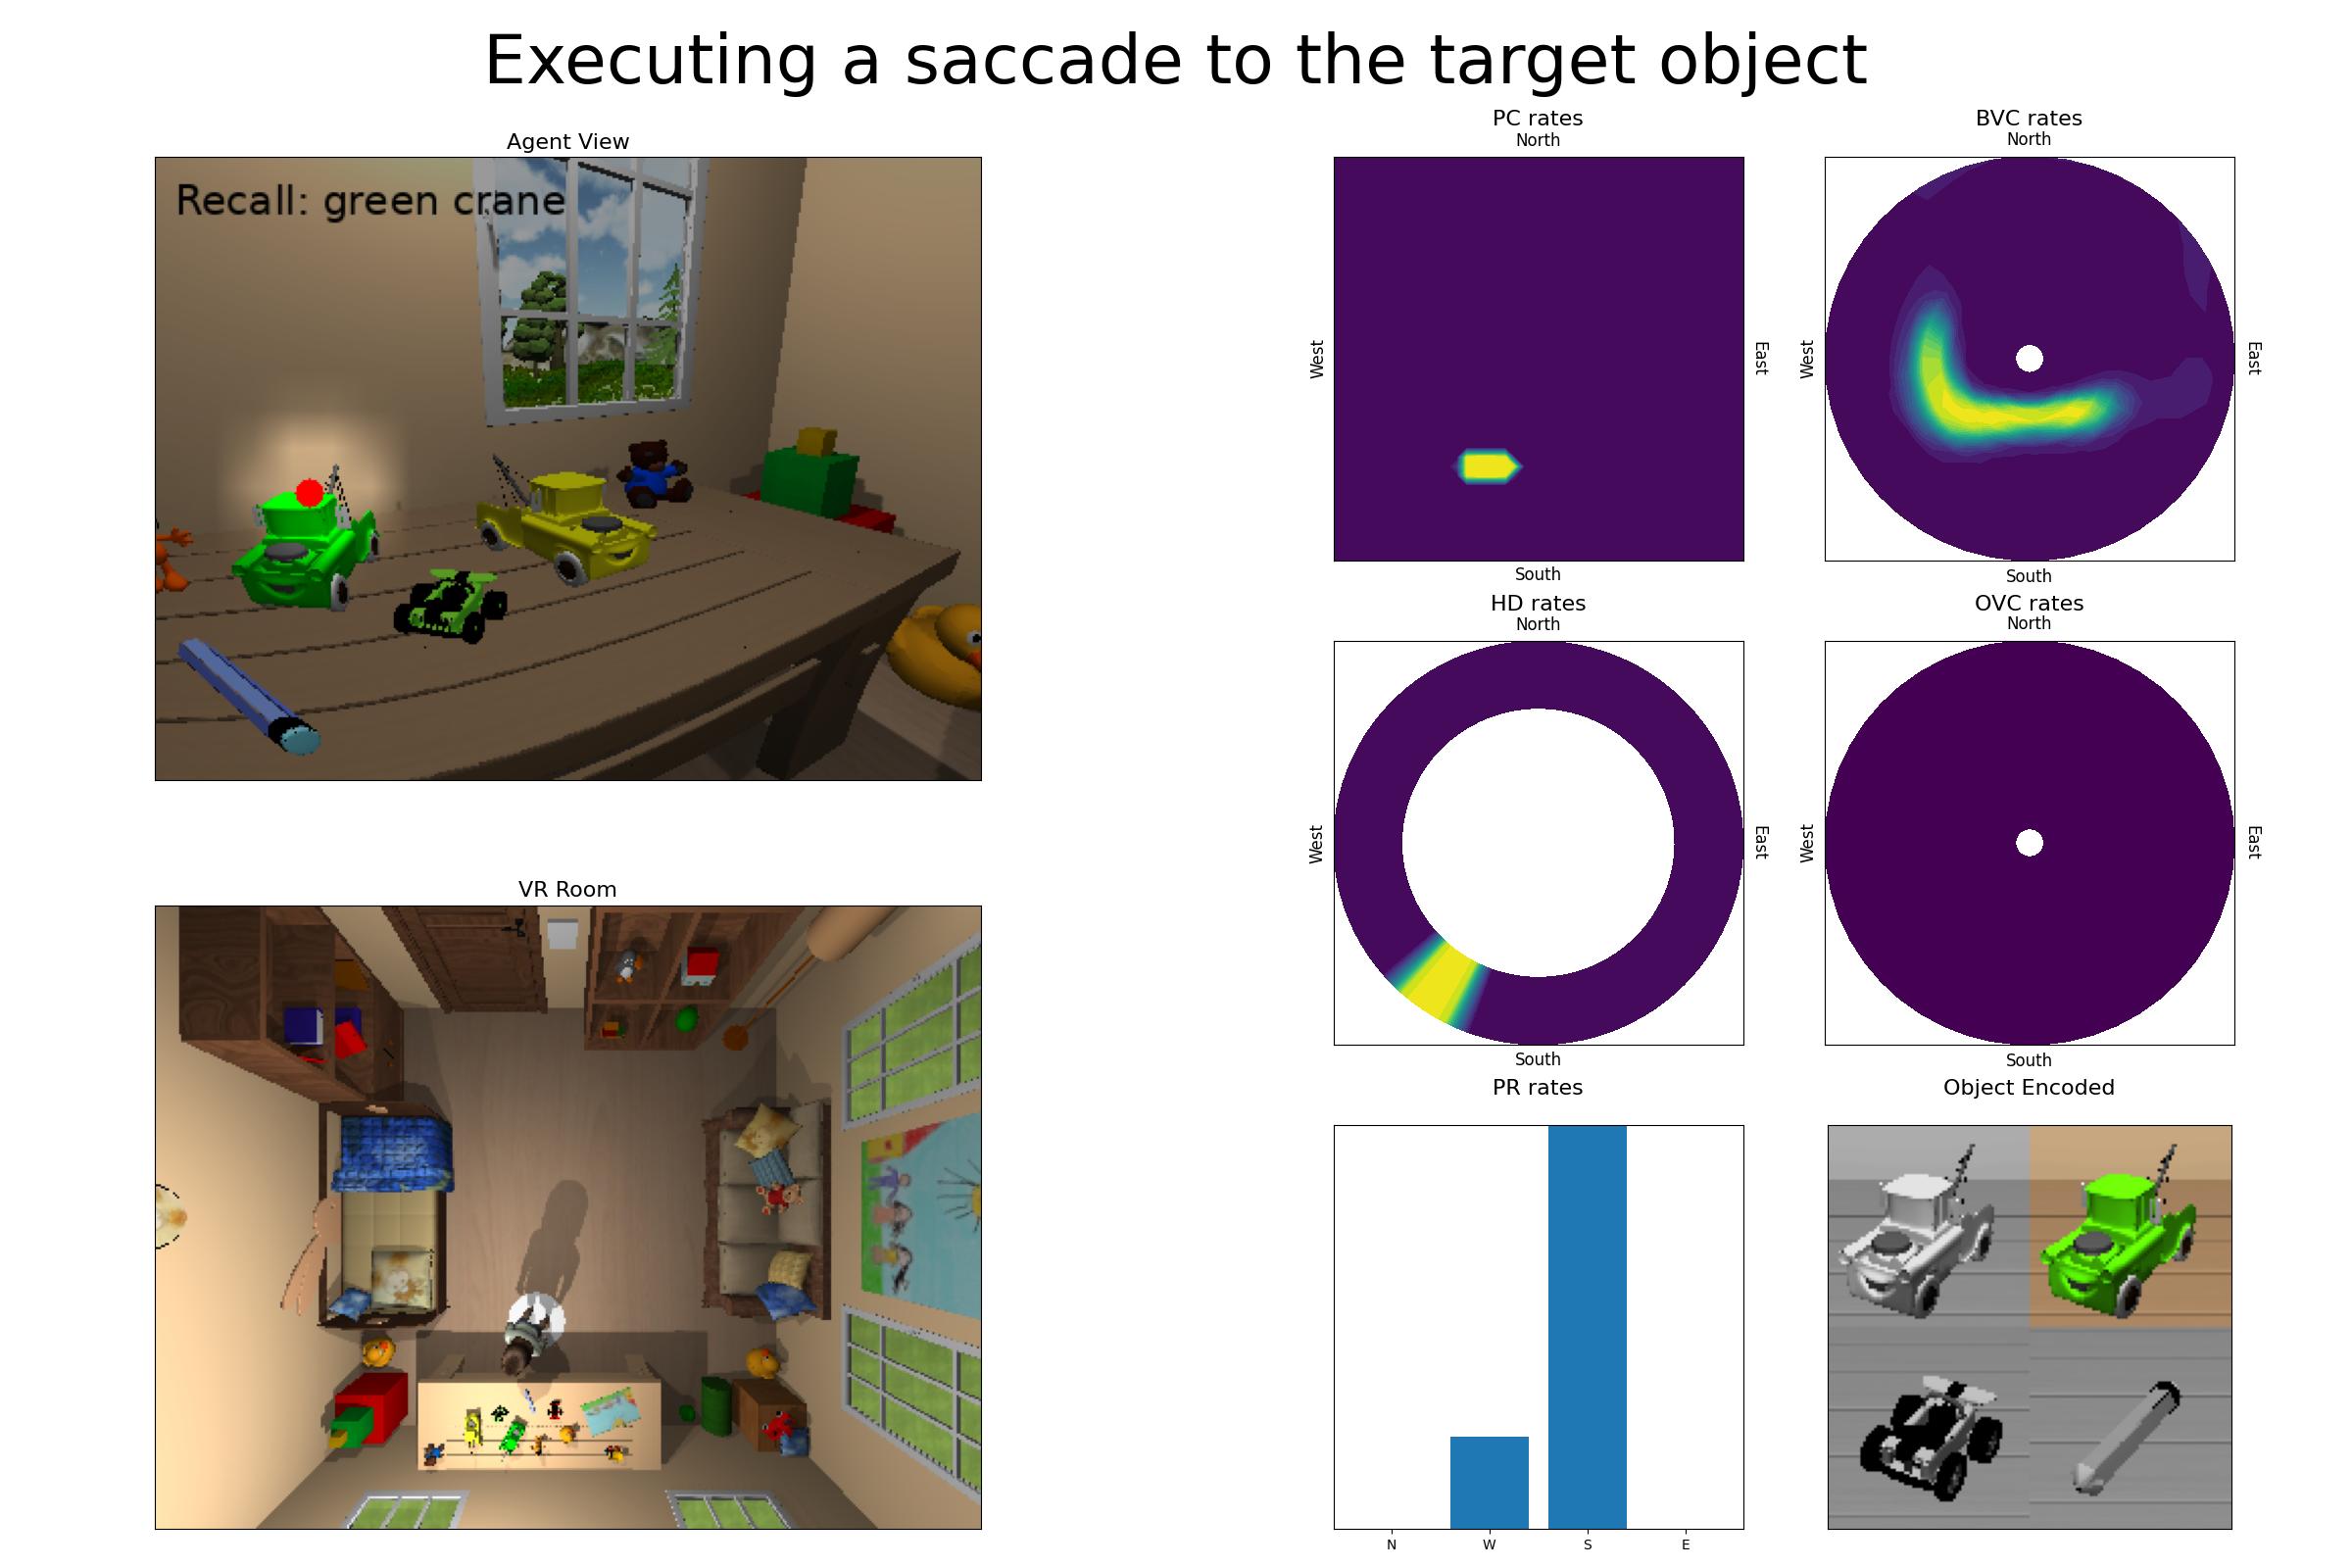 Executing a saccade to the target object
Agent View
Recall: green crane
VR Room
PC rates
North
West
East
South
BVC rates
North
West
East
South
HD rates
North
West
East
South
OVC rates
North
West
East
South
PR rates
N W S E
Object Encoded